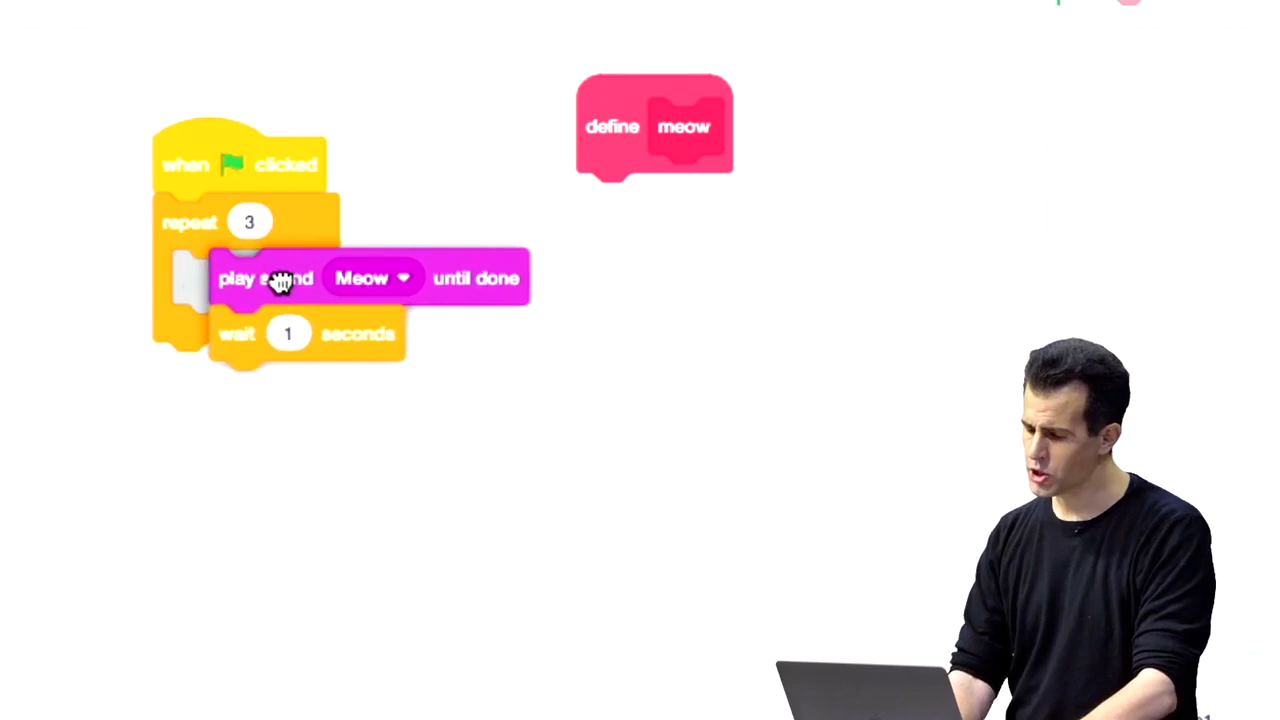 define meow
when clicked
repeat 3
play sound Meow until done
wait 1 seconds